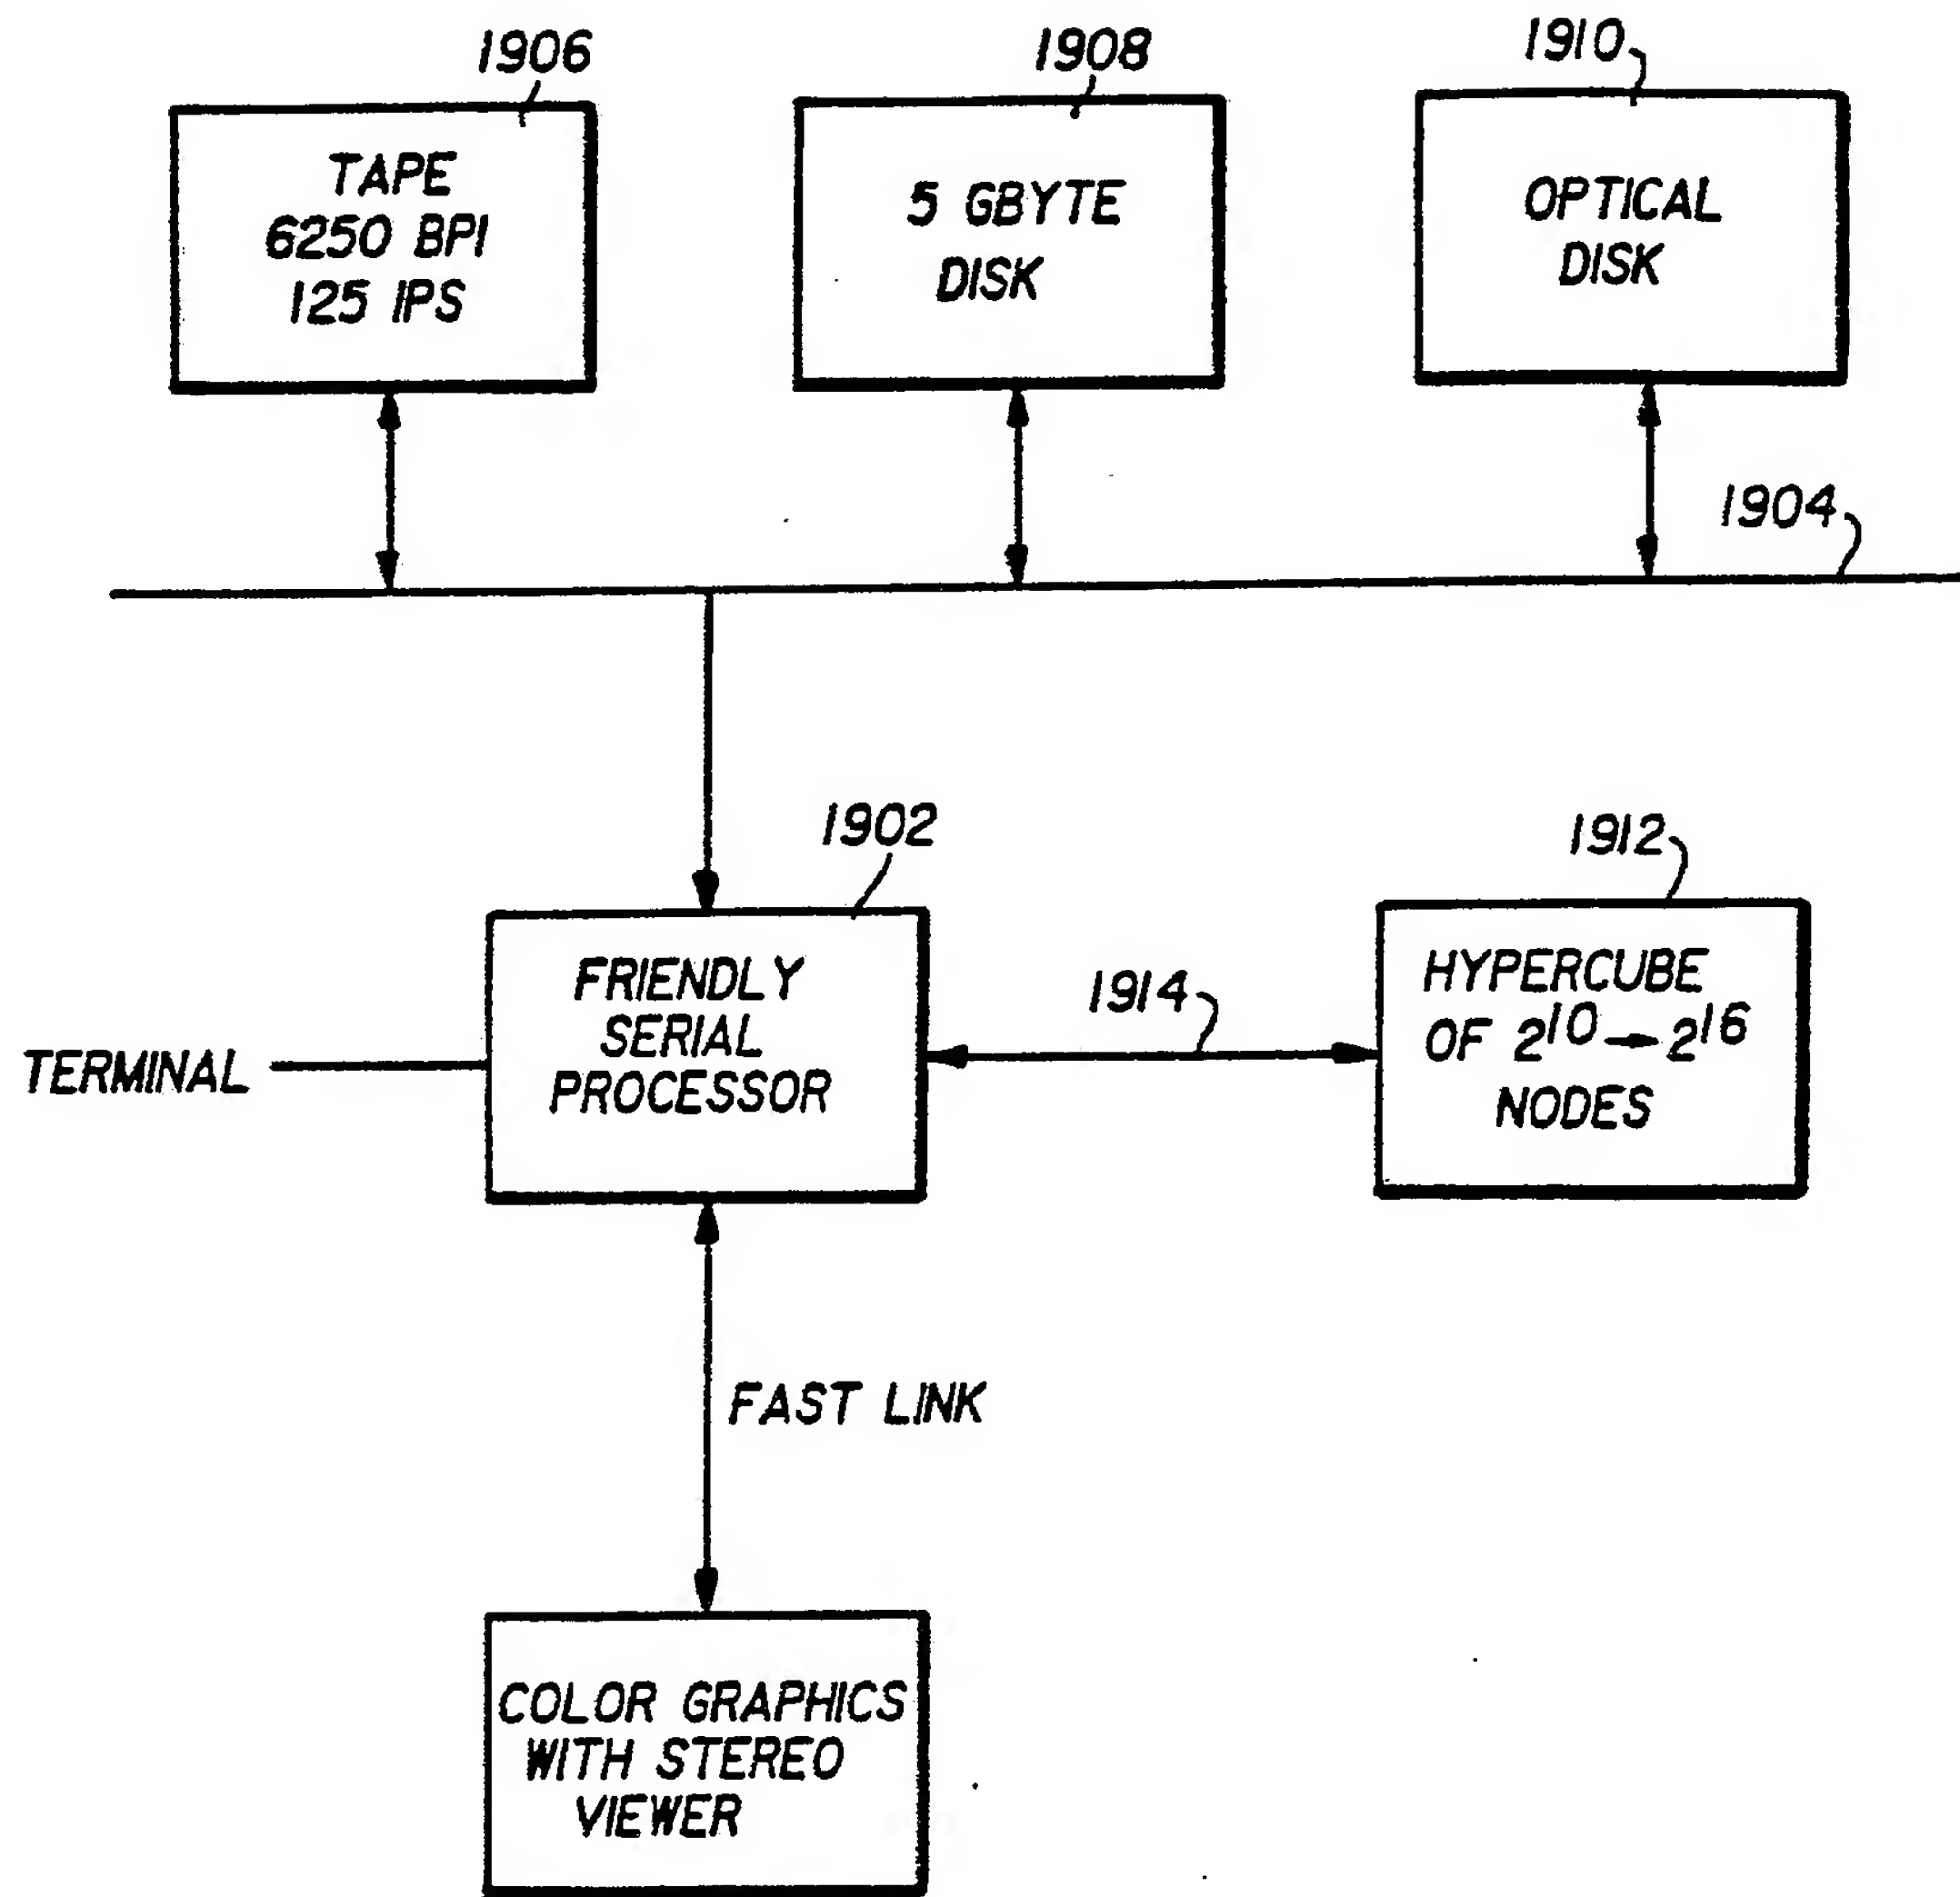 1906
1908
1910
TAPE
6250 BPI
125 IPS
5 GBYTE
DISK
OPTICAL
DISK
1904
1902
1912
FRIENDLY
SERIAL
PROCESSOR
1914
HYPERCUBE
OF 2^10 → 2^16
NODES
TERMINAL
FAST LINK
COLOR GRAPHICS
WITH STEREO
VIEWER